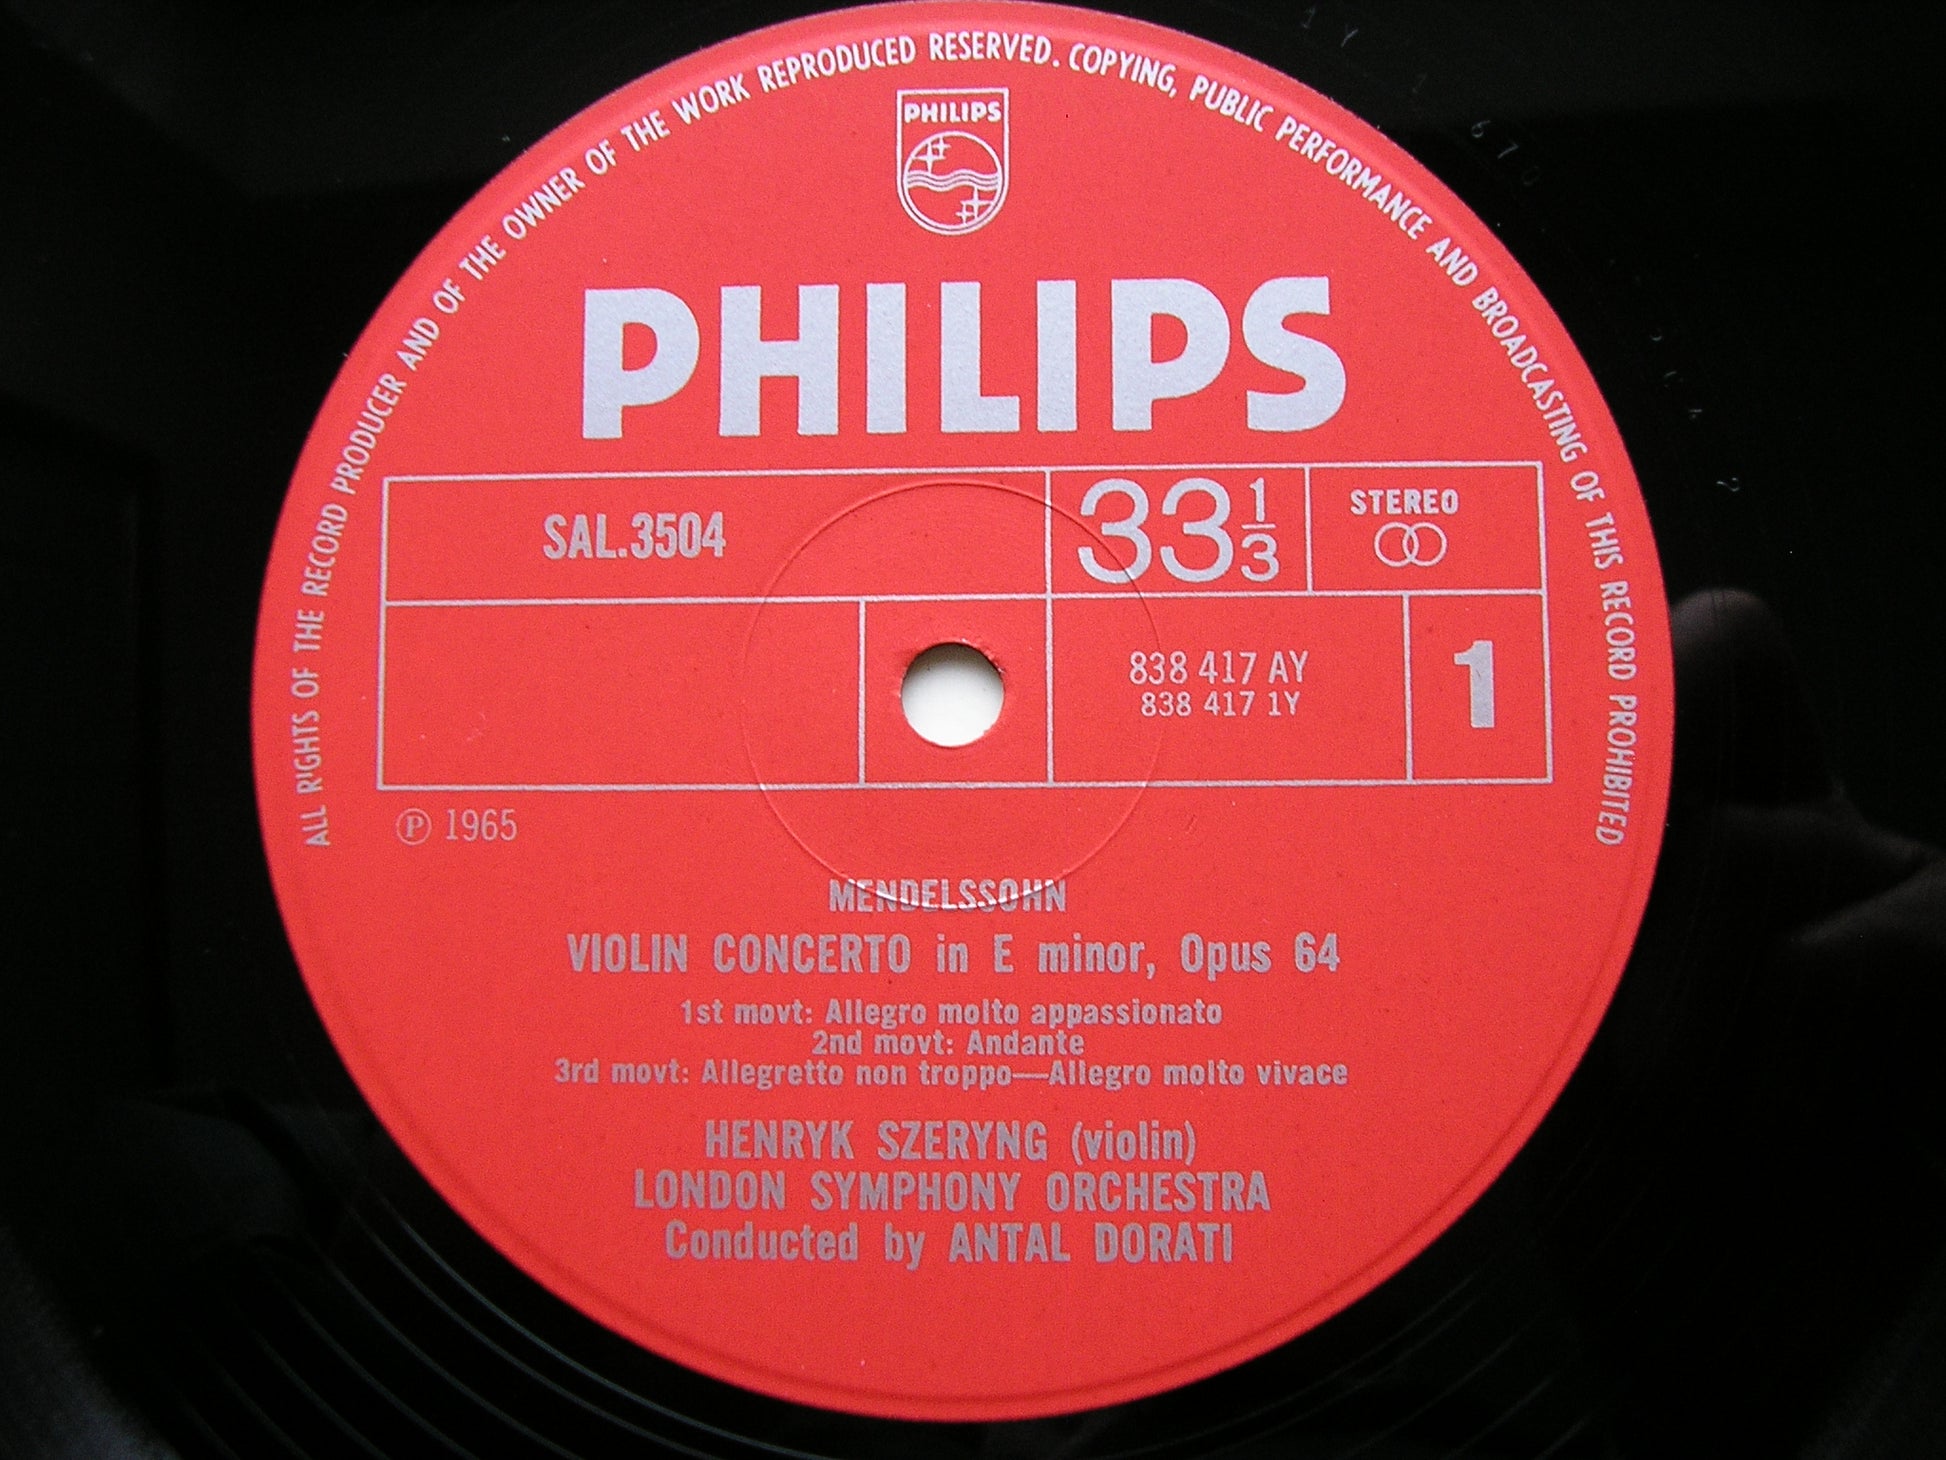 ALL RIGHTS OF THE RECORD PRODUCER AND OF THE OWNER OF THE WORK REPRODUCED RESERVED. COPYING, PUBLIC PERFORMANCE AND BROADCASTING OF THIS RECORD PROHIBITED
PHILIPS
PHILIPS
SAL.3504
33 1/3
STEREO
838 417 AY
838 417 1Y
1
Ⓟ 1965
MENDELSSOHN
VIOLIN CONCERTO in E minor, Opus 64
1st movt: Allegro molto appassionato
2nd movt: Andante
3rd movt: Allegretto non troppo—Allegro molto vivace
HENRYK SZERYNG (violin)
LONDON SYMPHONY ORCHESTRA
Conducted by ANTAL DORATI